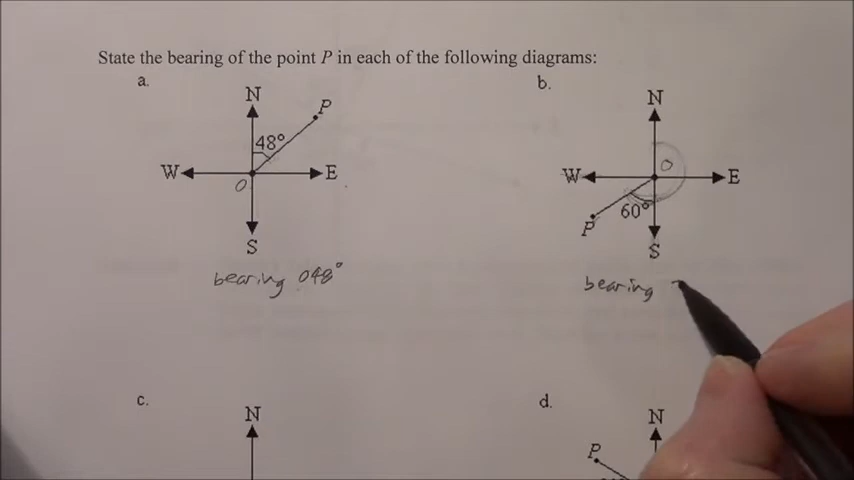 State the bearing of the point P in each of the following diagrams:
a.
N
P
48°
W
E
O
S
bearing 048°
b.
N
O
W
E
60°
P
S
bearing
c.
N
d.
N
P